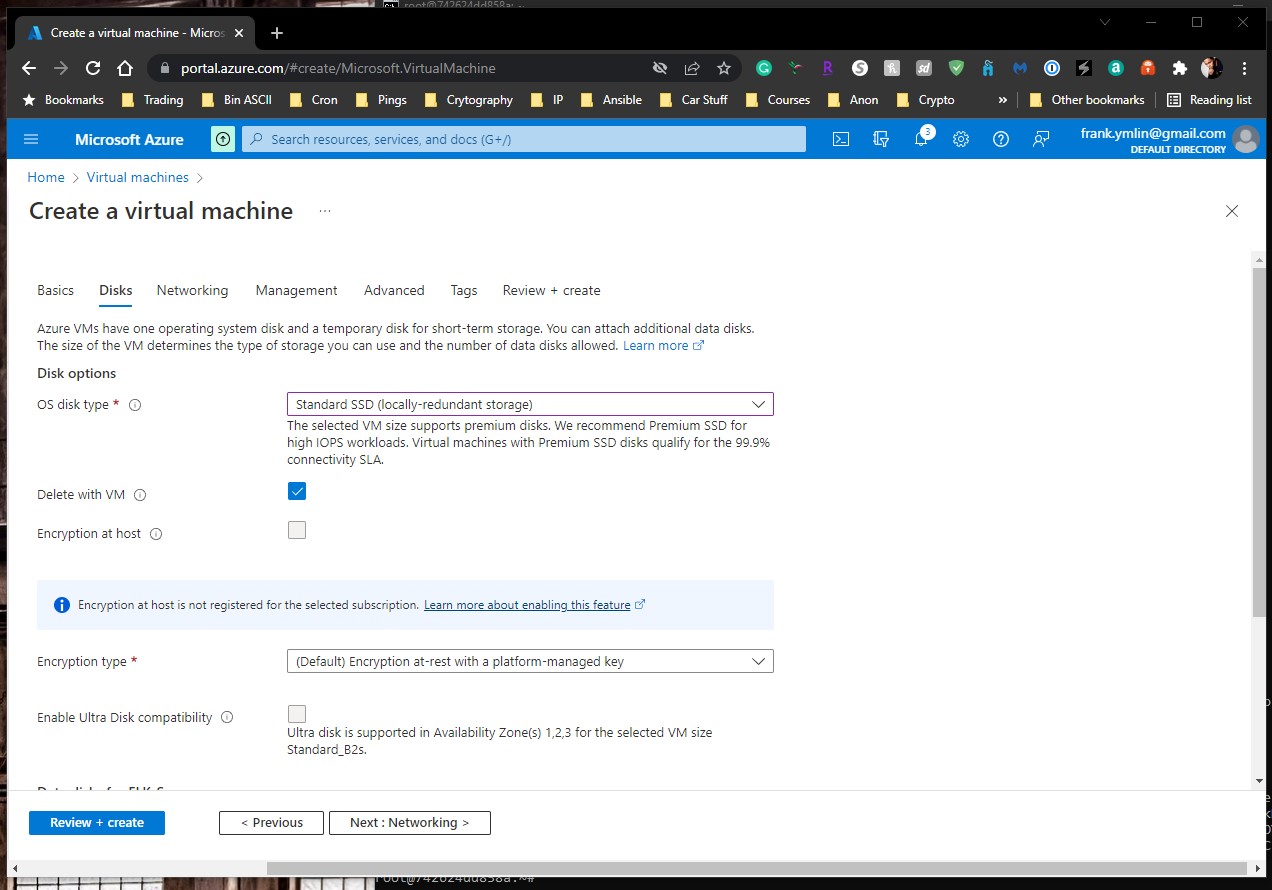 root@742624dd858a: ~
Create a virtual machine - Micros
portal.azure.com/#create/Microsoft.VirtualMachine
Bookmarks Trading Bin ASCII Cron Pings Crytography IP Ansible Car Stuff Courses Anon Crypto » Other bookmarks Reading list
Microsoft Azure
Search resources, services, and docs (G+/)
3
frank.ymlin@gmail.com
DEFAULT DIRECTORY
Home > Virtual machines >
Create a virtual machine ...
Basics Disks Networking Management Advanced Tags Review + create
Azure VMs have one operating system disk and a temporary disk for short-term storage. You can attach additional data disks.
The size of the VM determines the type of storage you can use and the number of data disks allowed. Learn more
Disk options
OS disk type *
Standard SSD (locally-redundant storage)
The selected VM size supports premium disks. We recommend Premium SSD for
high IOPS workloads. Virtual machines with Premium SSD disks qualify for the 99.9%
connectivity SLA.
Delete with VM
Encryption at host
Encryption at host is not registered for the selected subscription. Learn more about enabling this feature
Encryption type *
(Default) Encryption at-rest with a platform-managed key
Enable Ultra Disk compatibility
Ultra disk is supported in Availability Zone(s) 1,2,3 for the selected VM size
Standard_B2s.
Review + create
< Previous
Next : Networking >
root@742624dd858a:~#